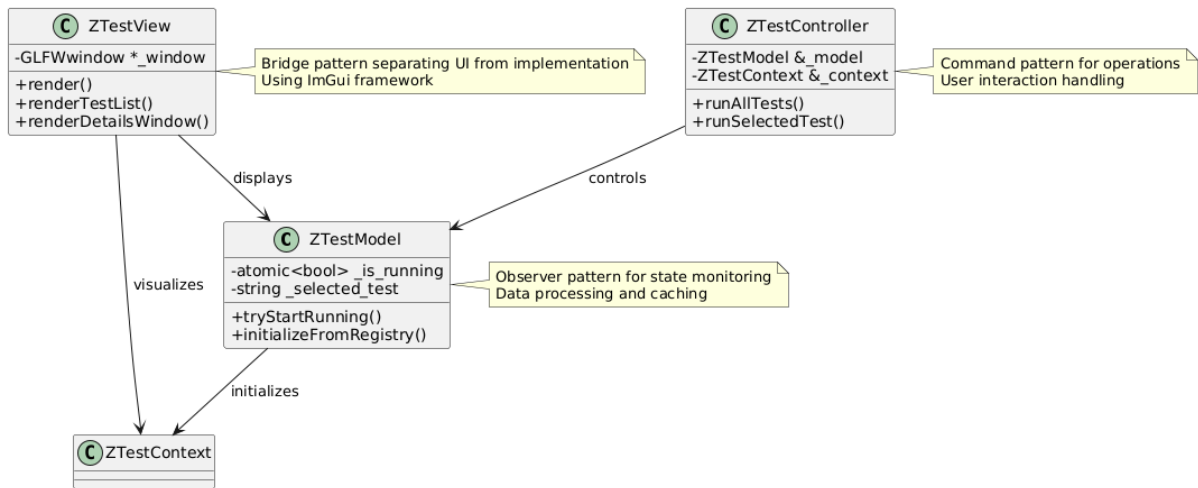 C ZTestView
-GLFWwindow *_window
+render()
+renderTestList()
+renderDetailsWindow()
Bridge pattern separating UI from implementation
Using ImGui framework
C ZTestController
-ZTestModel &_model
-ZTestContext &_context
+runAllTests()
+runSelectedTest()
Command pattern for operations
User interaction handling
displays
controls
C ZTestModel
-atomic<bool> _is_running
-string _selected_test
+tryStartRunning()
+initializeFromRegistry()
Observer pattern for state monitoring
Data processing and caching
visualizes
initializes
C ZTestContext